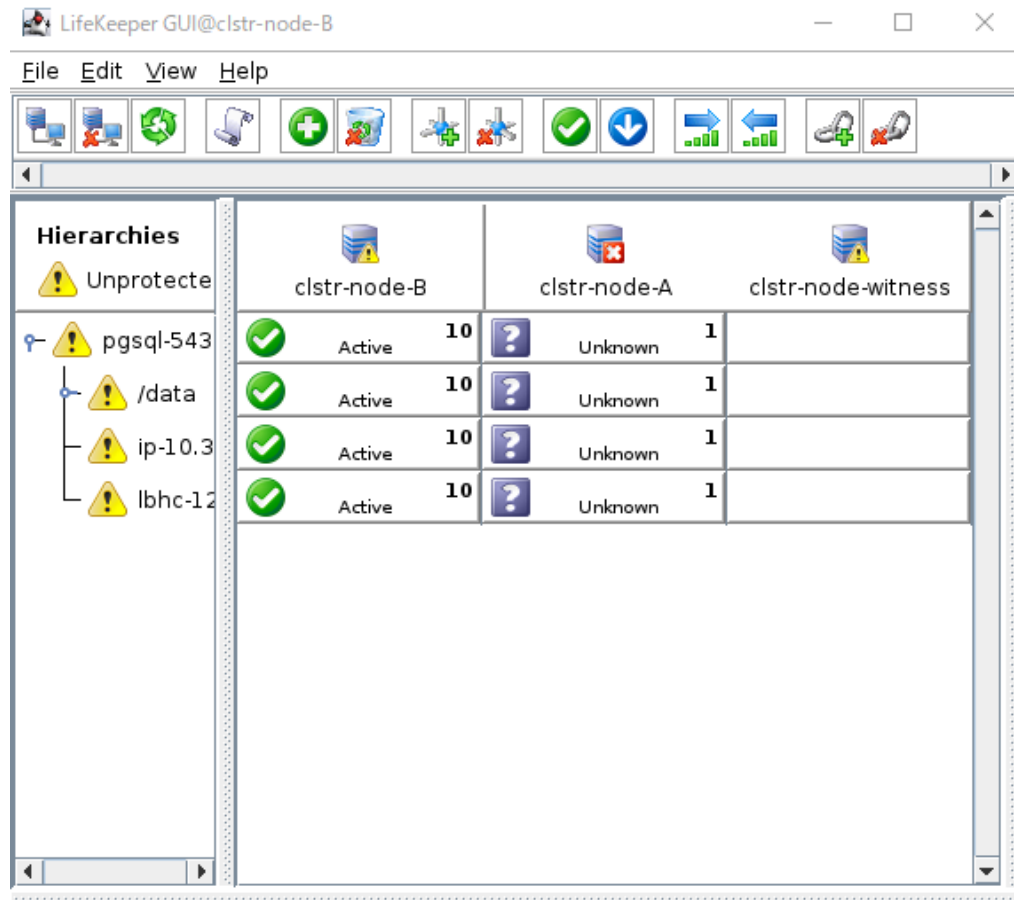 LifeKeeper GUI@clstr-node-B
File Edit View Help
Hierarchies
Unprotecte
clstr-node-B clstr-node-A clstr-node-witness
pgsql-543 Active 10 Unknown 1
/data Active 10 Unknown 1
ip-10.3 Active 10 Unknown 1
lbhc-12 Active 10 Unknown 1